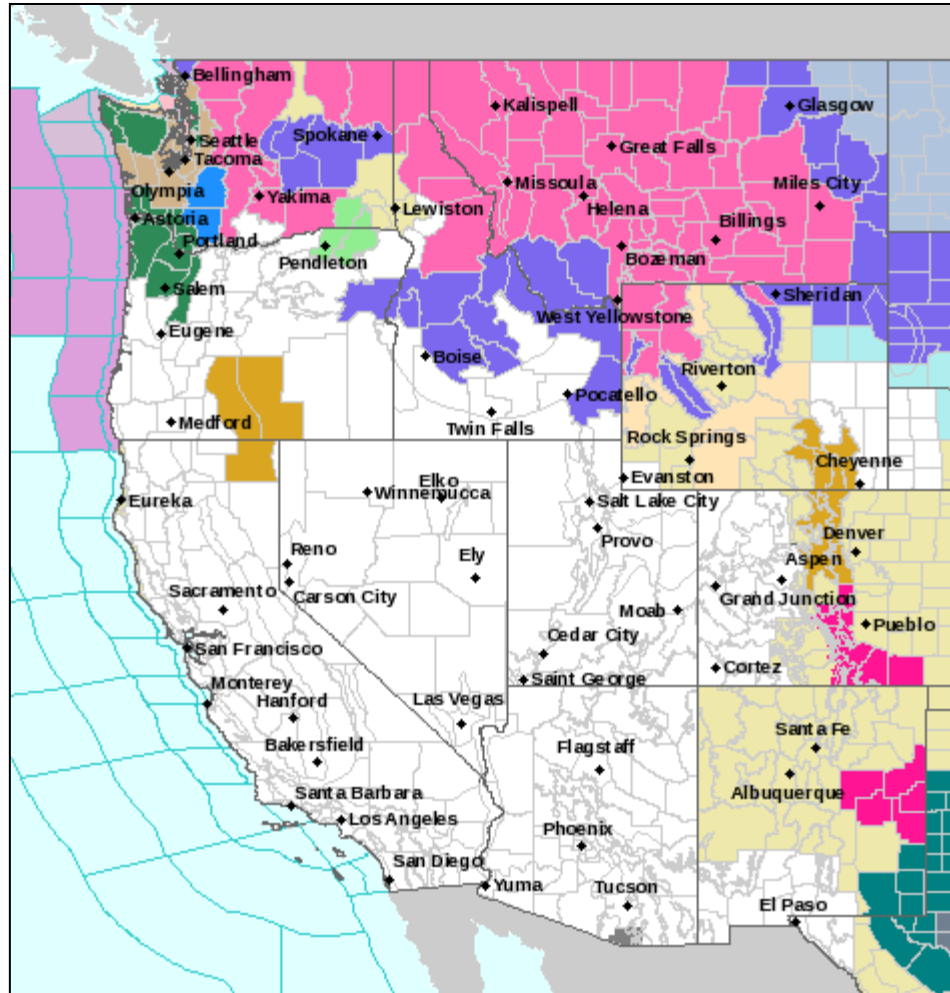 Bellingham
Kalispell
Glasgow
Seattle
Spokane
Great Falls
Tacoma
Olympia
Missoula
Miles City
Yakima
Lewiston
Helena
Astoria
Billings
Portland
Bozeman
Pendleton
Salem
West Yellowstone
Sheridan
Eugene
Boise
Riverton
Pocatello
Medford
Twin Falls
Rock Springs
Cheyenne
Elko
Evanston
Winnemucca
Eureka
Salt Lake City
Denver
Provo
Reno
Ely
Aspen
Sacramento
Carson City
Grand Junction
Moab
Pueblo
Cedar City
San Francisco
Cortez
Saint George
Monterey
Hanford
Las Vegas
Santa Fe
Bakersfield
Flagstaff
Albuquerque
Santa Barbara
Los Angeles
Phoenix
San Diego
Yuma
Tucson
El Paso